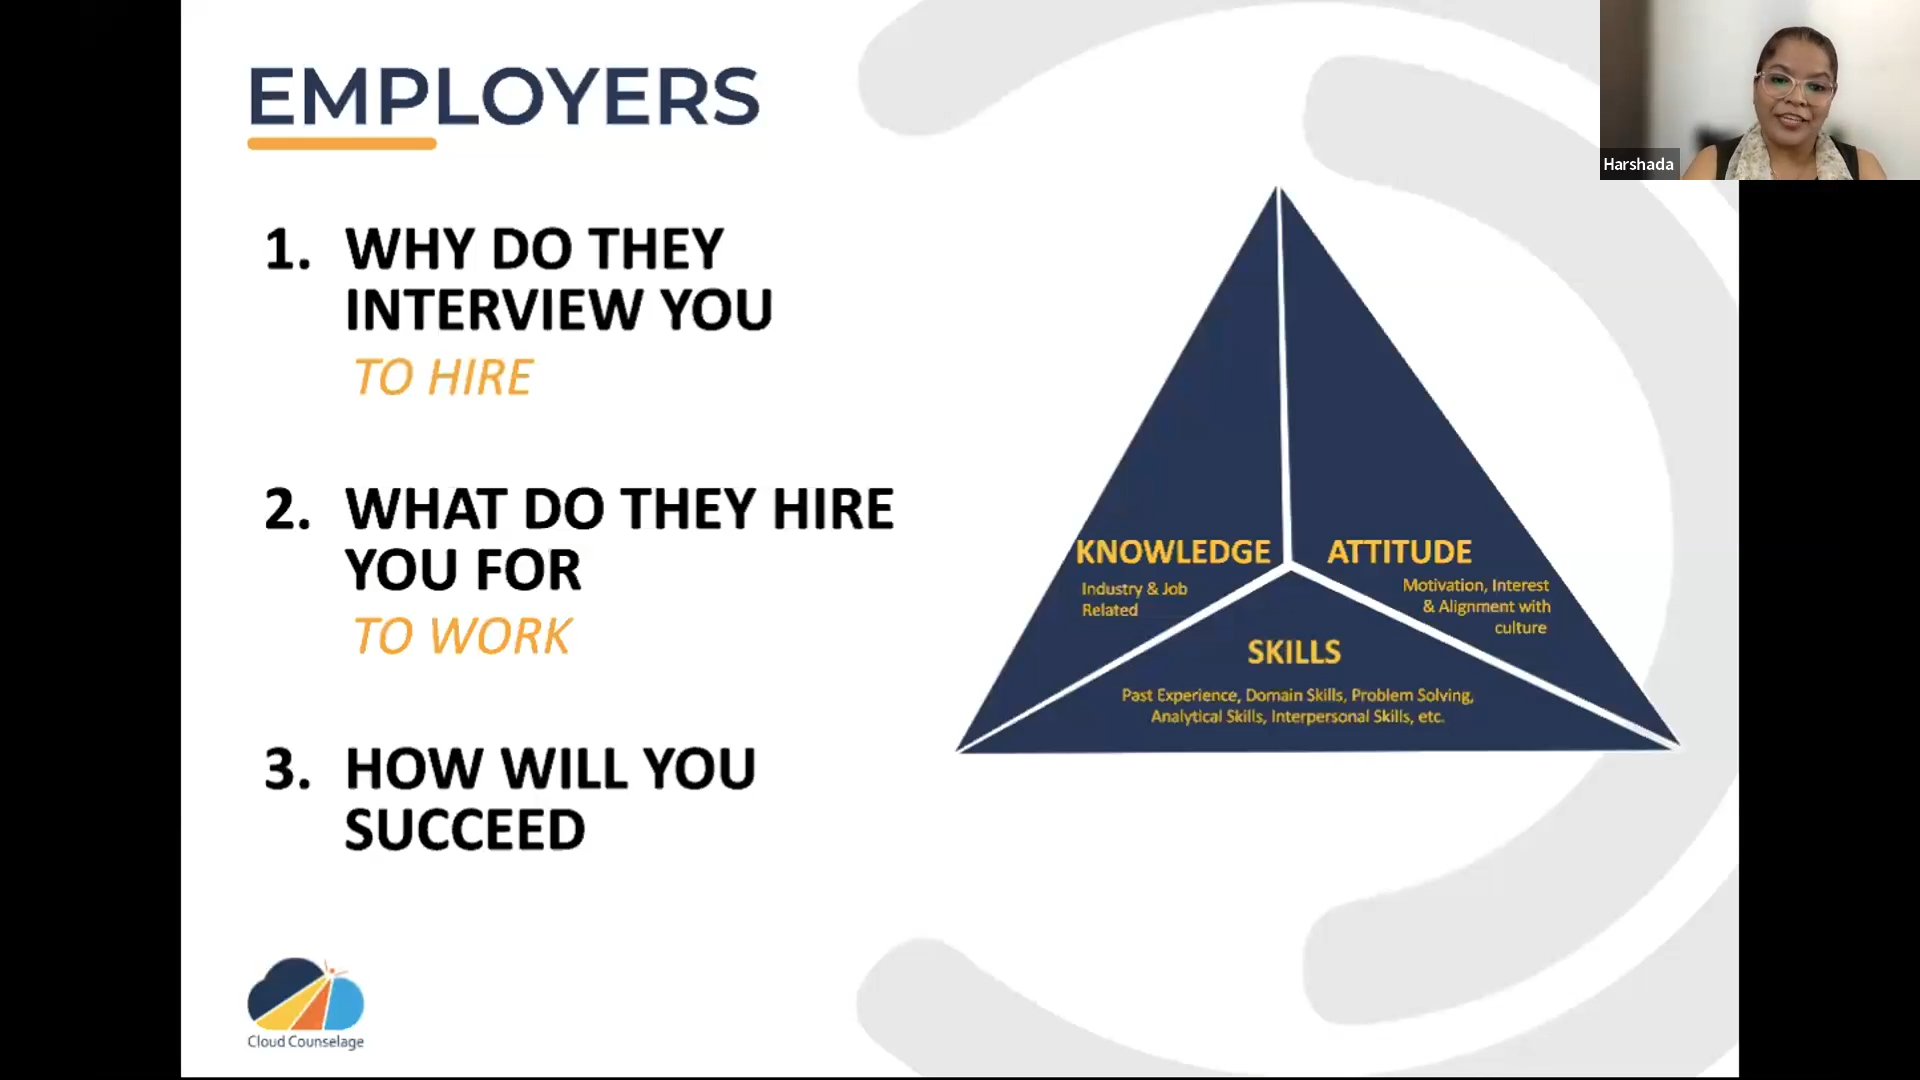 EMPLOYERS
1. WHY DO THEY
INTERVIEW YOU
TO HIRE
2. WHAT DO THEY HIRE
YOU FOR
TO WORK
3. HOW WILL YOU
SUCCEED
KNOWLEDGE
Industry & Job
Related
ATTITUDE
Motivation, Interest
& Alignment with
culture
SKILLS
Past Experience, Domain Skills, Problem Solving,
Analytical Skills, Interpersonal Skills, etc.
Cloud Counselage
Harshada